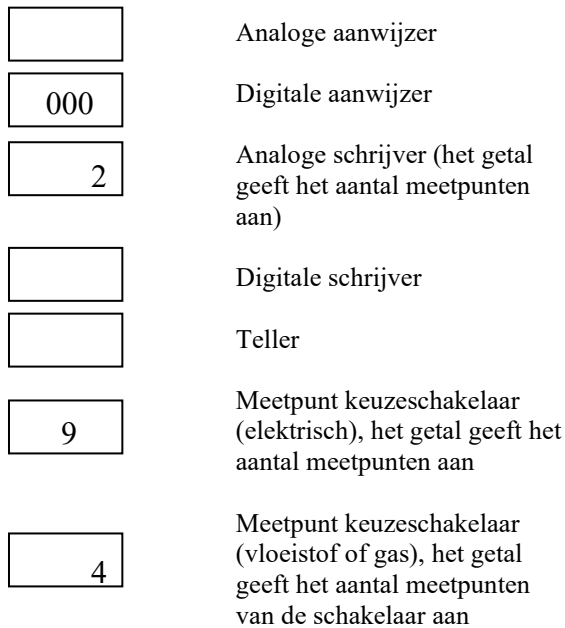 Analoge aanwijzer
000
Digitale aanwijzer
2
Analoge schrijver (het getal
geeft het aantal meetpunten
aan)
Digitale schrijver
Teller
9
Meetpunt keuzeschakelaar
(elektrisch), het getal geeft het
aantal meetpunten aan
4
Meetpunt keuzeschakelaar
(vloeistof of gas), het getal
geeft het aantal meetpunten
van de schakelaar aan